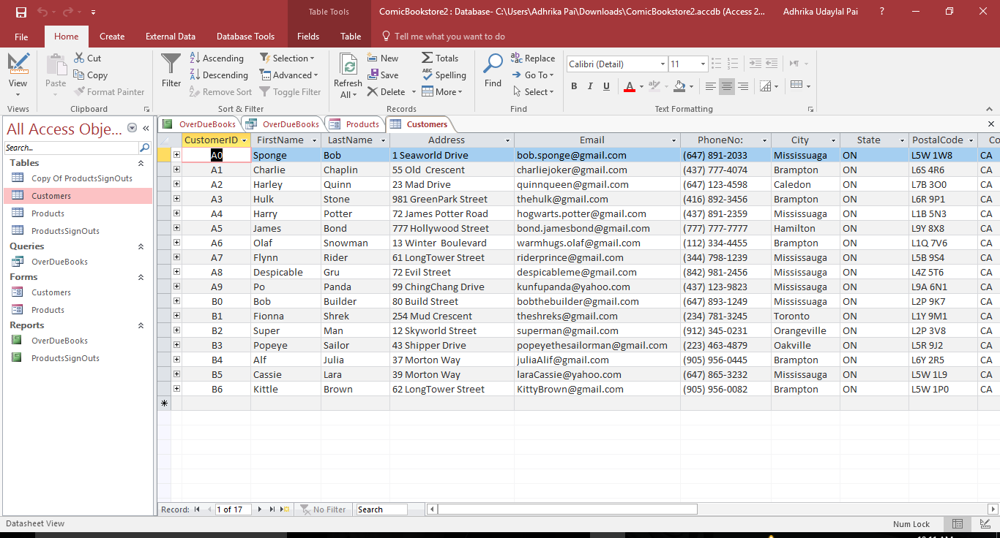 Table Tools ComicBookstore2 : Database- C:\Users\Adhrika Pai\Downloads\ComicBookstore2.accdb (Access 2... Adhrika Udaylal Pai ?
File Home Create External Data Database Tools Fields Table Tell me what you want to do
View
Views
Paste
Cut
Copy
Format Painter
Clipboard
Filter
Ascending
Descending
Remove Sort
Selection
Advanced
Toggle Filter
Sort & Filter
Refresh
All
New
Save
Delete
Totals
Spelling
More
Records
Find
Replace
Go To
Select
Find
Calibri (Detail) 11
B I U A
Text Formatting
All Access Obje...
Search...
Tables
Copy Of ProductsSignOuts
Customers
Products
ProductsSignOuts
Queries
OverDueBooks
Forms
Customers
Products
Reports
OverDueBooks
ProductsSignOuts
OverDueBooks OverDueBooks Products Customers
CustomerID FirstName LastName Address Email PhoneNo: City State PostalCode Co
A0 Sponge Bob 1 Seaworld Drive bob.sponge@gmail.com (647) 891-2033 Mississuaga ON L5W 1W8 CA
A1 Charlie Chaplin 55 Old  Crescent charliejoker@gmail.com (437) 777-4074 Brampton ON L6S 4R6 CA
A2 Harley Quinn 23 Mad Drive quinnqueen@gmail.com (647) 123-4598 Caledon ON L7B 3O0 CA
A3 Hulk Stone 981 GreenPark Street thehulk@gmail.com (416) 892-3456 Brampton ON L6R 9P1 CA
A4 Harry Potter 72 James Potter Road hogwarts.potter@gmail.com (437) 891-2359 Mississauga ON L1B 5N3 CA
A5 James Bond 777 Hollywood Street bond.jamesbond@gmail.com (777) 777-7777 Hamilton ON L9Y 8X8 CA
A6 Olaf Snowman 13 Winter  Boulevard warmhugs.olaf@gmail.com (112) 334-4455 Brampton ON L1Q 7V6 CA
A7 Flynn Rider 61 LongTower Street riderprince@gmail.com (344) 798-1239 Mississauga ON L5B 9S4 CA
A8 Despicable Gru 72 Evil Street despicableme@gmail.com (842) 981-2456 Mississauga ON L4Z 5T6 CA
A9 Po Panda 99 ChingChang Drive kunfupanda@yahoo.com (437) 123-9823 Mississauga ON L9A 6N1 CA
B0 Bob Builder 80 Build Street bobthebuilder@gmail.com (647) 893-1249 Mississuaga ON L2P 9K7 CA
B1 Fionna Shrek 254 Mud Crescent theshreks@gmail.com (234) 781-3245 Toronto ON L1Y 9M1 CA
B2 Super Man 12 Skyworld Street superman@gmail.com (912) 345-0231 Orangeville ON L2P 3V8 CA
B3 Popeye Sailor 43 Shipper Drive popeyethesailorman@gmail.com (223) 463-4879 Oakville ON L5R 9J2 CA
B4 Alf Julia 37 Morton Way juliaAlif@gmail.com (905) 956-0445 Brampton ON L6Y 2R5 CA
B5 Cassie Lara 39 Morton Way laraCassie@yahoo.com (647) 865-3232 Mississauga ON L5W 1L9 CA
B6 Kittle Brown 62 LongTower Street KittyBrown@gmail.com (905) 956-0082 Brampton ON L5W 1P0 CA
Record: 1 of 17 No Filter Search
Datasheet View Num Lock